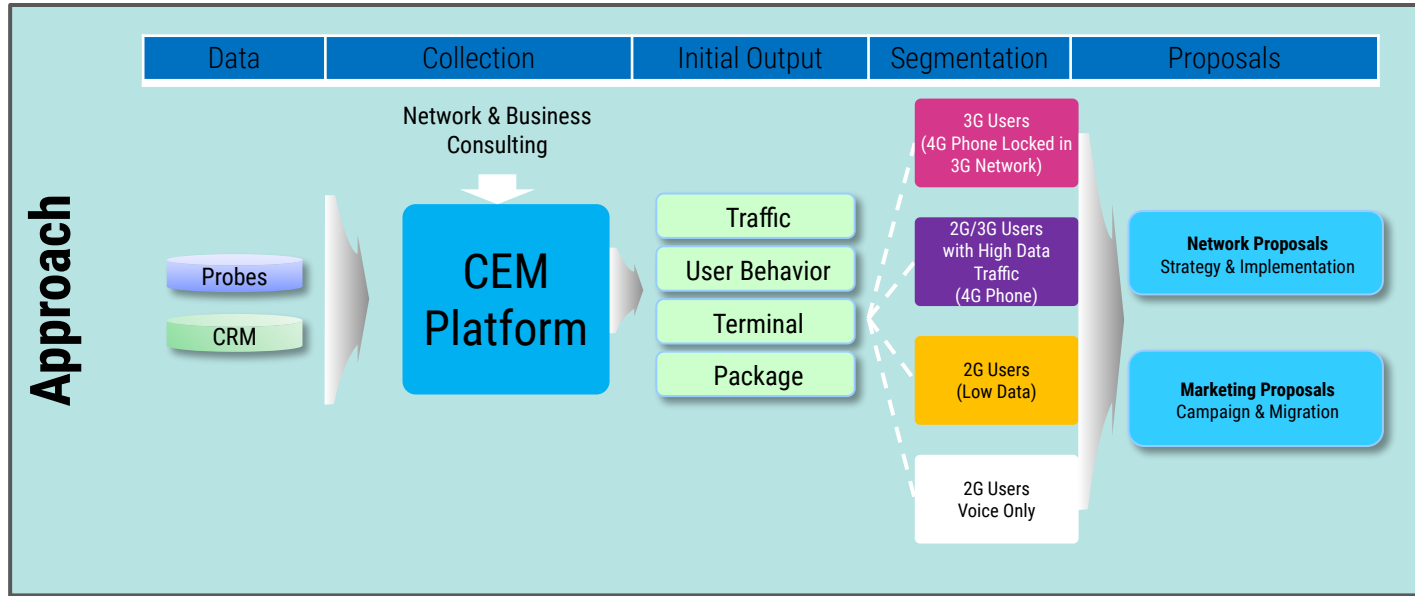 Approach
Data
Collection
Initial Output
Segmentation
Proposals
Network & Business
Consulting
Probes
CRM
CEM
Platform
Traffic
User Behavior
Terminal
Package
3G Users
(4G Phone Locked in
3G Network)
2G/3G Users
with High Data
Traffic
(4G Phone)
2G Users
(Low Data)
2G Users
Voice Only
Network Proposals
Strategy & Implementation
Marketing Proposals
Campaign & Migration